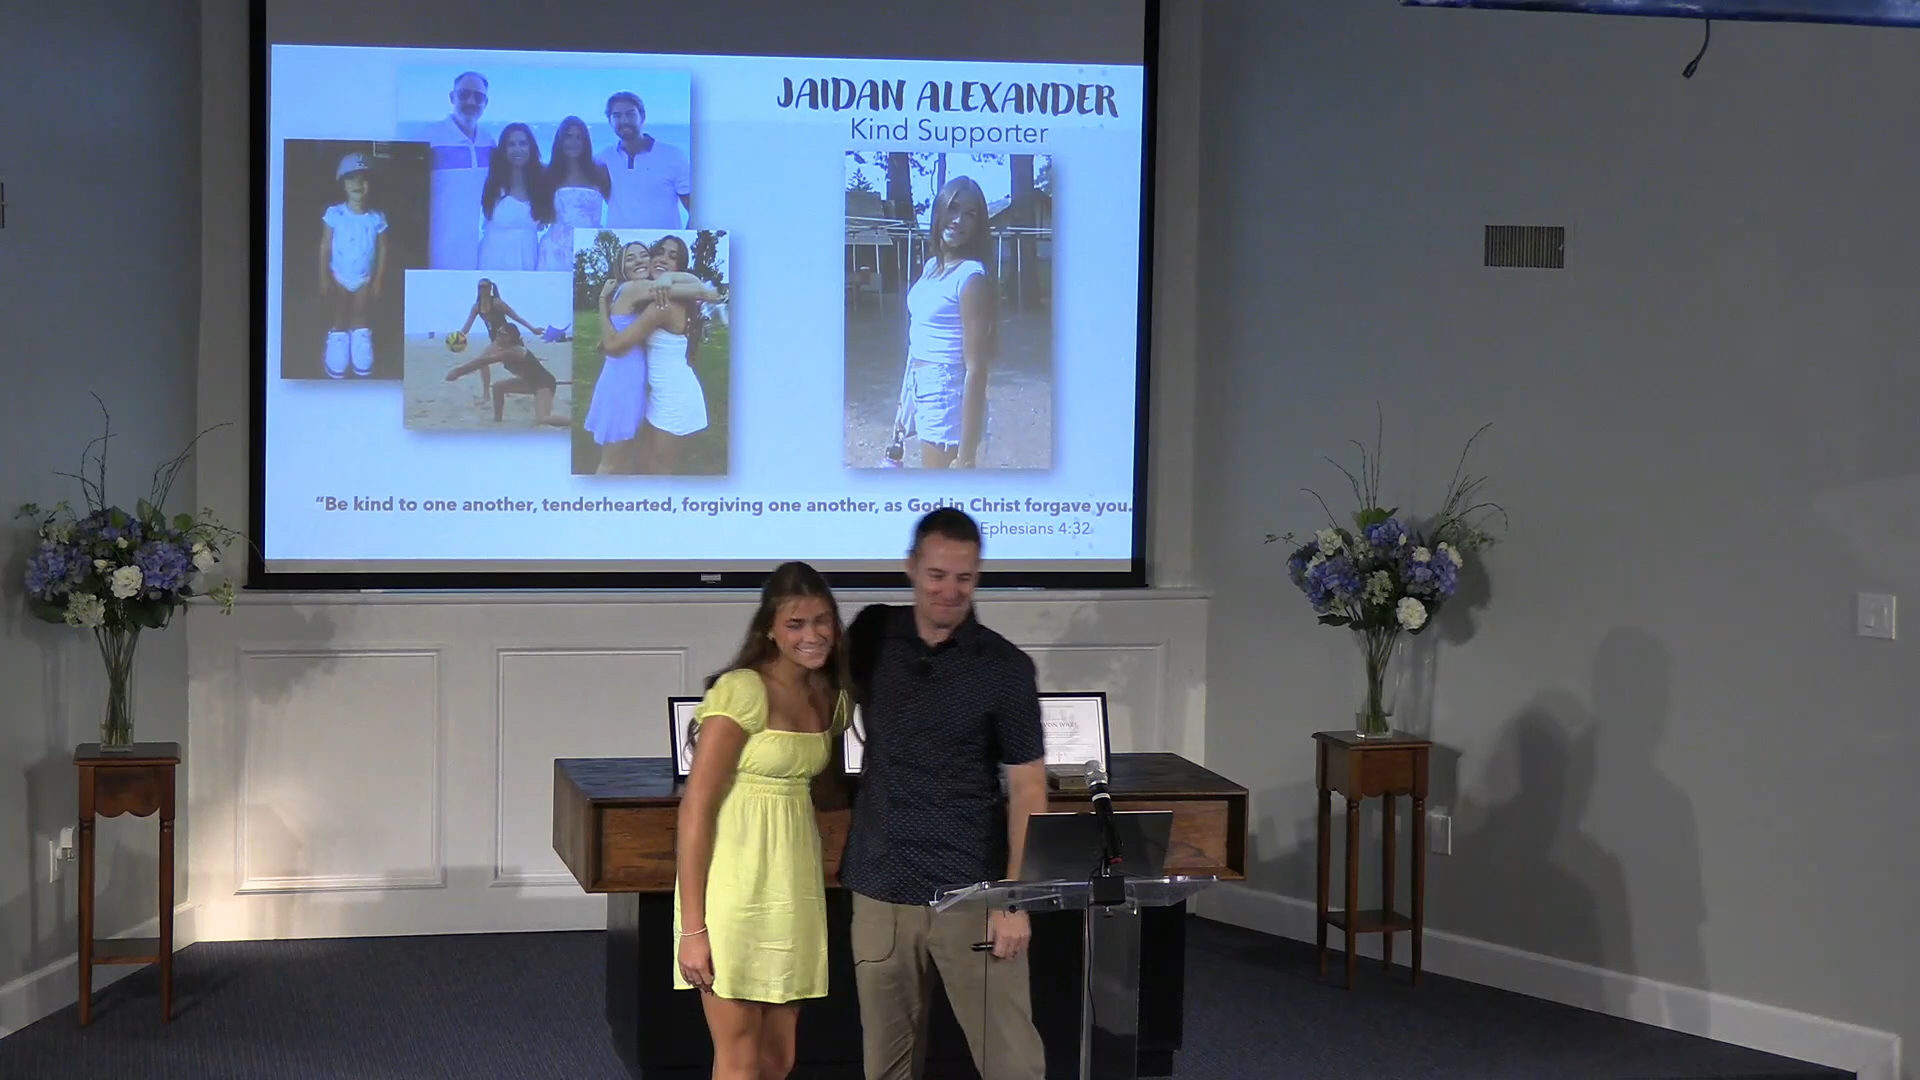 JAIDAN ALEXANDER
Kind Supporter
“Be kind to one another, tenderhearted, forgiving one another, as God in Christ forgave you.
Ephesians 4:32